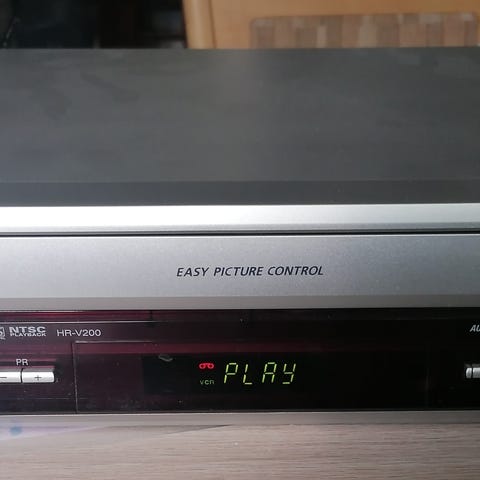 EASY PICTURE CONTROL
NTSC
PLAYBACK
HR-V200
PR
- +
VCR
PLAY